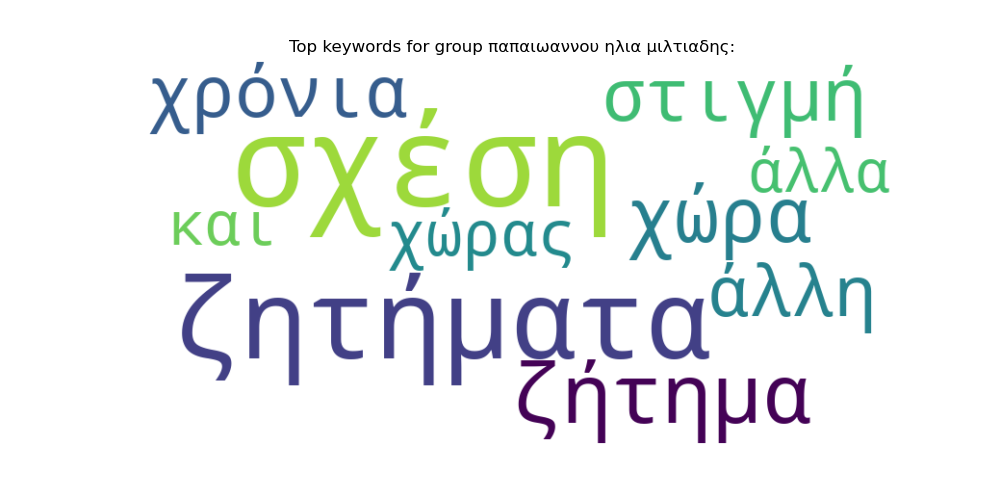 Top keywords for group παπαιωαννου ηλια μιλτιαδης:
χρόνια
στιγμή
σχέση
άλλα
και
χώρας
χώρα
ζητήματα
άλλη
ζήτημα